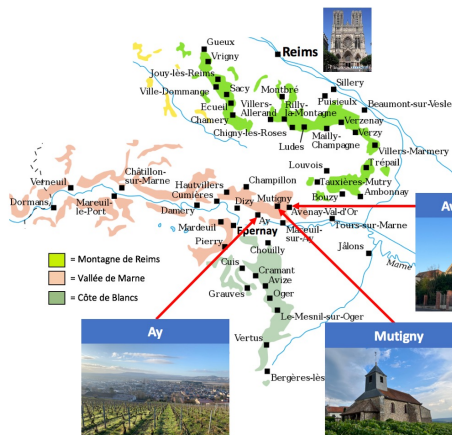 Gueux
Vrigny
Reims
Jouy-lès-Reims
Ville-Dommange
Sacy
Ecueil
Chamery
Villers-
Allerand
Chigny-les-Roses
Montbré
Rilly-
la-Montagne
Ludes
Sillery
Puisieulx
Beaumont-sur-Vesle
Verzenay
Mailly-
Champagne
Verzy
Villers-Marmery
Trépail
Louvois
Tauxières-Mutry
Bouzy
Ambonnay
Châtillon-
sur-Marne
Verneuil
Dormans
Mareuil-
le-Port
Hautvillers
Cumières
Damèry
Champillon
Dizy
Mutigny
Avenay-Val-d'Or
Ay
Mareuil-
sur-Ay
Tours-sur-Marne
Mardeuil
Epernay
Pierry
Chouilly
Jâlons
Marne
Cuis
Cramant
Avize
Grauves
Oger
Le-Mesnil-sur-Oger
Vertus
Bergères-lès
= Montagne de Reims
= Vallée de Marne
= Côte de Blancs
Av
Ay
Mutigny